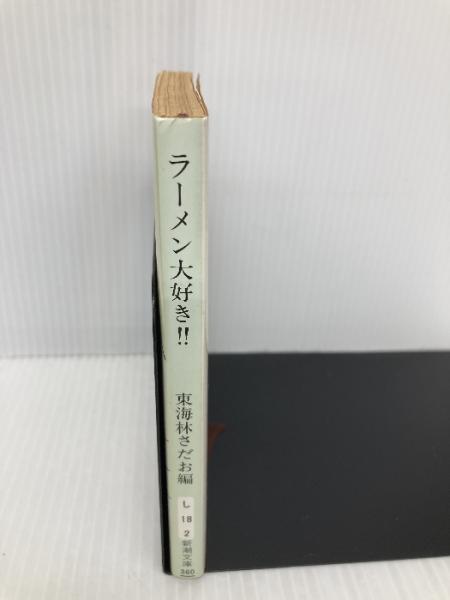 ラーメン大好き!!
東海林さだお編
し
18
2
新潮文庫
360